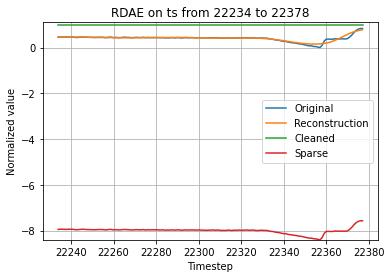 RDAE on ts from 22234 to 22378
Normalized value
0
−2
−4
−6
−8
Original
Reconstruction
Cleaned
Sparse
22240 22260 22280 22300 22320 22340 22360 22380
Timestep